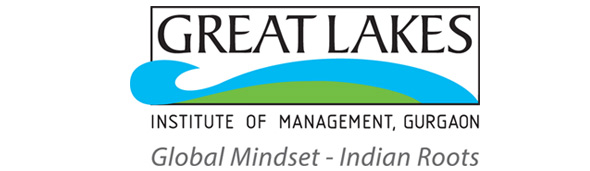 GREAT LAKES
INSTITUTE OF MANAGEMENT, GURGAON
Global Mindset - Indian Roots